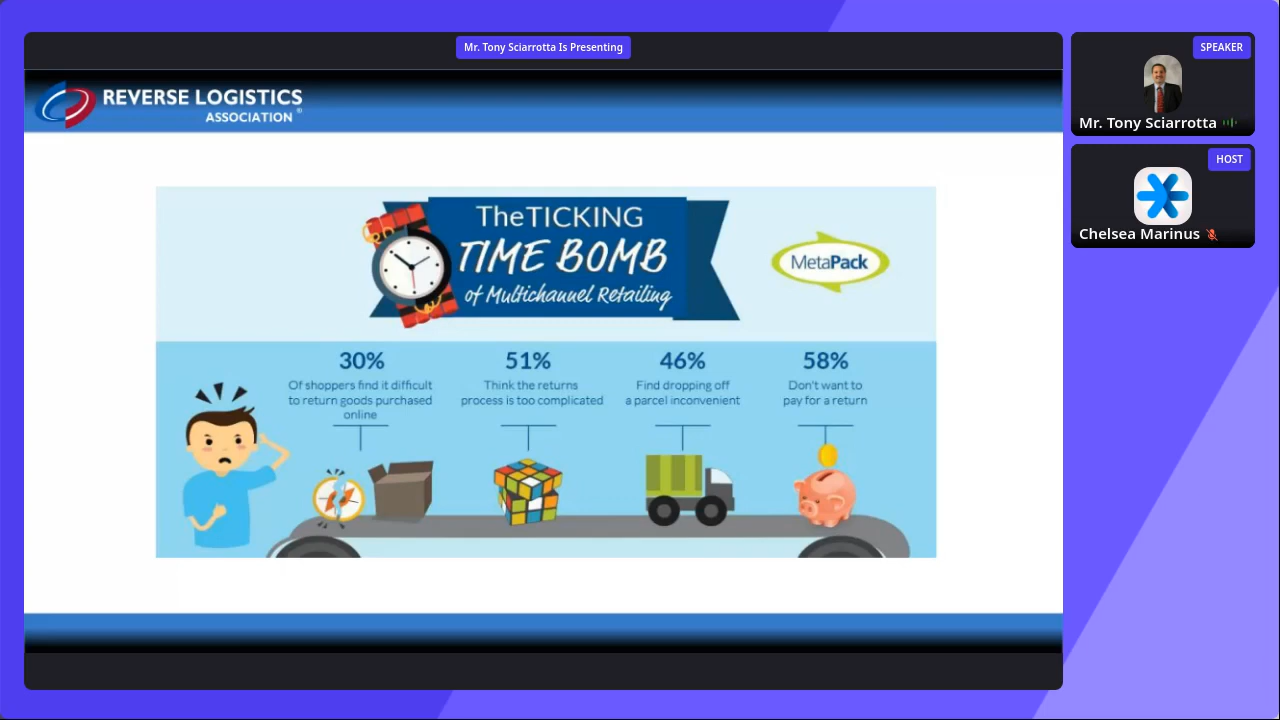 Mr. Tony Sciarrotta Is Presenting
REVERSE LOGISTICS
ASSOCIATION®
The TICKING
TIME BOMB
of Multichannel Retailing
MetaPack
30%
Of shoppers find it difficult
to return goods purchased
online
51%
Think the returns
process is too complicated
46%
Find dropping off
a parcel inconvenient
58%
Don't want to
pay for a return
SPEAKER
Mr. Tony Sciarrotta
HOST
Chelsea Marinus